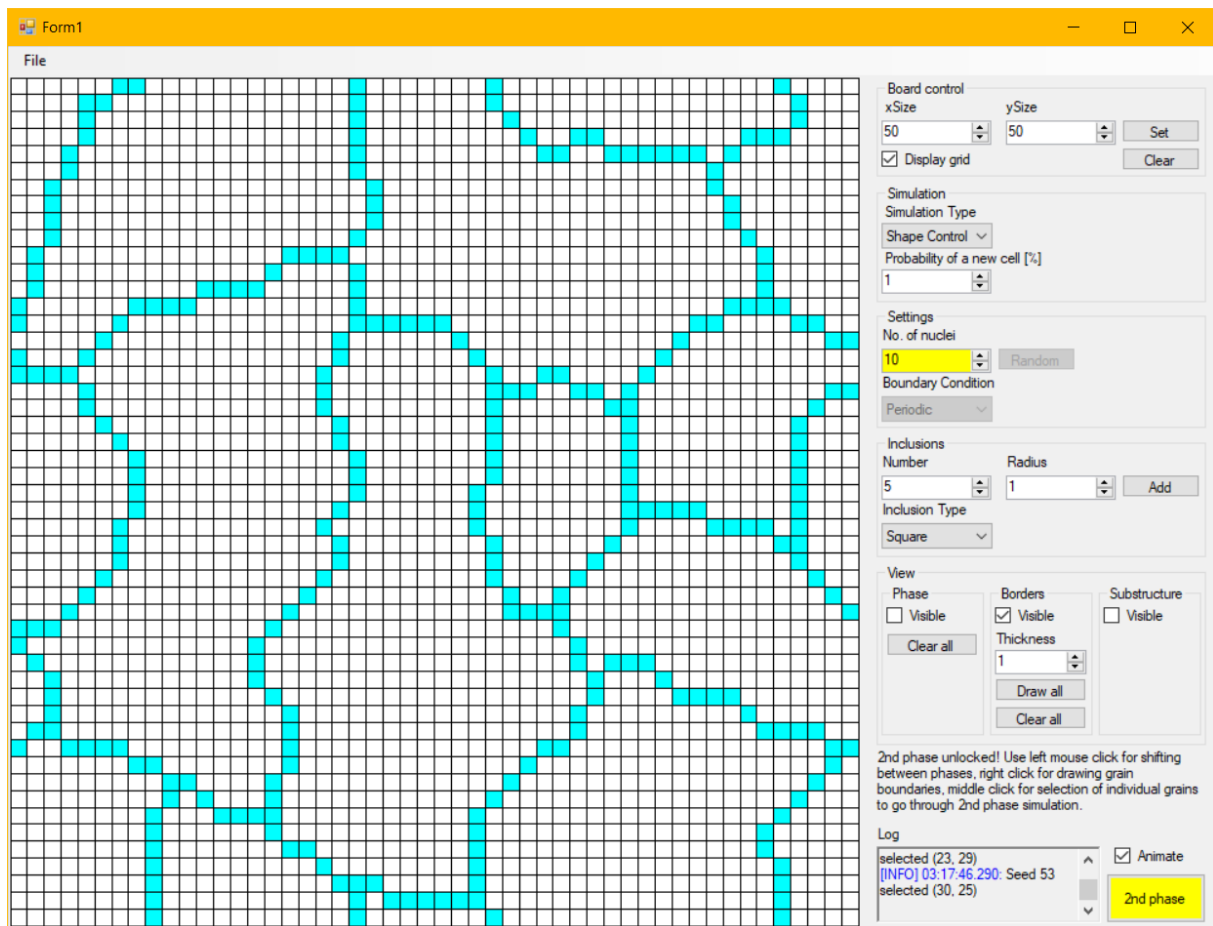 Form1
File
Board control
xSize ySize
50 50 Set
Display grid Clear
Simulation
Simulation Type
Shape Control
Probability of a new cell [%]
1
Settings
No. of nuclei
10 Random
Boundary Condition
Periodic
Inclusions
Number Radius
5 1 Add
Inclusion Type
Square
View
Phase Borders Substructure
Visible Visible Visible
Clear all Thickness
1
Draw all
Clear all
2nd phase unlocked! Use left mouse click for shifting
between phases, right click for drawing grain
boundaries, middle click for selection of individual grains
to go through 2nd phase simulation.
Log
selected (23, 29) Animate
[INFO] 03:17:46.290: Seed 53
selected (30, 25) 2nd phase